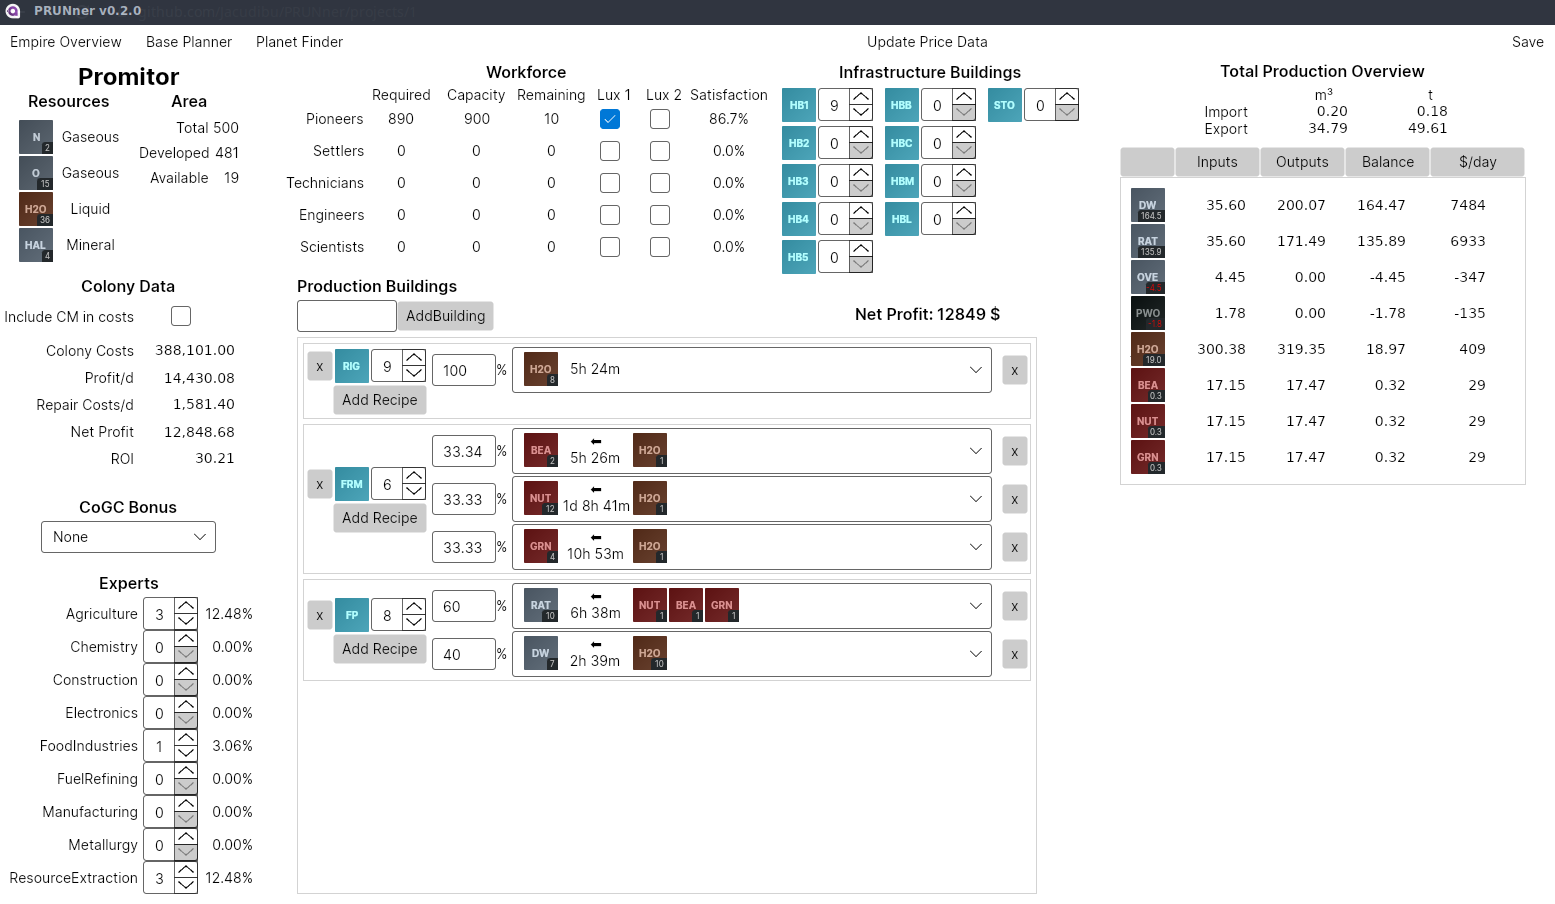 PRUNner v0.2.0
Empire Overview Base Planner Planet Finder Update Price Data Save
Promitor
Resources Area
N 2 Gaseous Total 500
O 15 Gaseous Developed 481
H2O 36 Liquid Available 19
HAL 4 Mineral
Colony Data
Include CM in costs
Colony Costs 388,101.00
Profit/d 14,430.08
Repair Costs/d 1,581.40
Net Profit 12,848.68
ROI 30.21
CoGC Bonus
None
Experts
Agriculture 3 12.48%
Chemistry 0 0.00%
Construction 0 0.00%
Electronics 0 0.00%
FoodIndustries 1 3.06%
FuelRefining 0 0.00%
Manufacturing 0 0.00%
Metallurgy 0 0.00%
ResourceExtraction 3 12.48%
Workforce
Required Capacity Remaining Lux 1 Lux 2 Satisfaction
Pioneers 890 900 10 86.7%
Settlers 0 0 0 0.0%
Technicians 0 0 0 0.0%
Engineers 0 0 0 0.0%
Scientists 0 0 0 0.0%
Infrastructure Buildings
HB1 9 HBB 0 STO 0
HB2 0 HBC 0
HB3 0 HBM 0
HB4 0 HBL 0
HB5 0
Production Buildings
AddBuilding Net Profit: 12849 $
x RIG 9 100 % H2O 8 5h 24m x
Add Recipe
33.34 % BEA 2 ⬅ 5h 26m H2O 1 x
x FRM 6 33.33 % NUT 12 ⬅ 1d 8h 41m H2O 1 x
Add Recipe
33.33 % GRN 4 ⬅ 10h 53m H2O 1 x
x FP 8 60 % RAT 10 ⬅ 6h 38m NUT 1 BEA 1 GRN 1 x
Add Recipe 40 % DW 7 ⬅ 2h 39m H2O 10 x
Total Production Overview
m³ t
Import 0.20 0.18
Export 34.79 49.61
Inputs Outputs Balance $/day
DW 164.5 35.60 200.07 164.47 7484
RAT 135.9 35.60 171.49 135.89 6933
OVE -4.5 4.45 0.00 -4.45 -347
PWO -1.8 1.78 0.00 -1.78 -135
H2O 19.0 300.38 319.35 18.97 409
BEA 0.3 17.15 17.47 0.32 29
NUT 0.3 17.15 17.47 0.32 29
GRN 0.3 17.15 17.47 0.32 29